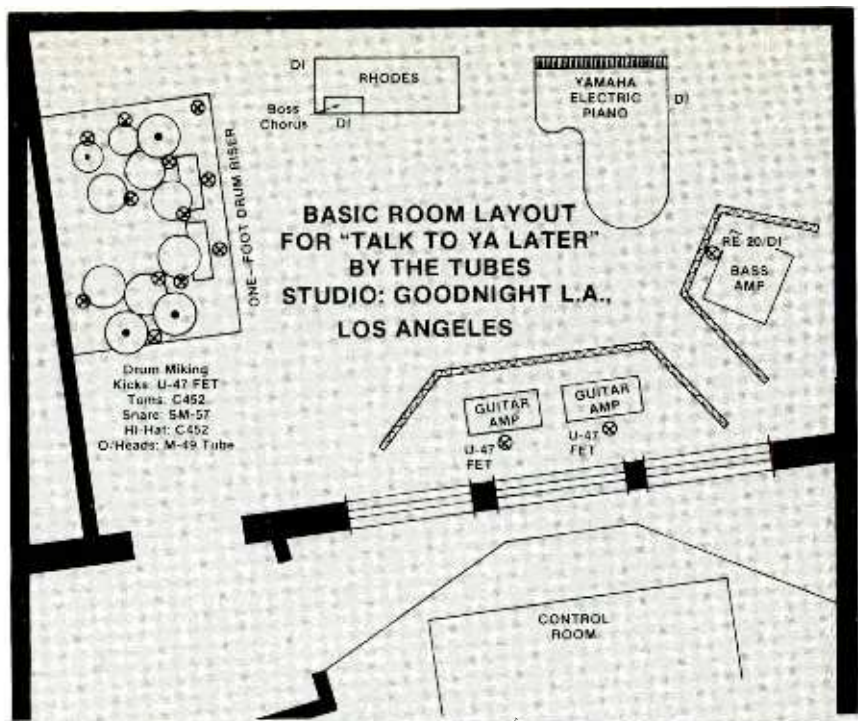 DI
RHODES
Boss
Chorus
DI
YAMAHA
ELECTRIC
PIANO
DI
ONE-FOOT DRUM RISER
BASIC ROOM LAYOUT
FOR “TALK TO YA LATER”
BY THE TUBES
STUDIO: GOODNIGHT L.A.,
LOS ANGELES
RE 20/DI
BASS
AMP
Drum Miking
Kicks: U-47 FET
Toms: C452
Snare: SM-57
Hi-Hat: C452
O-Heads: M-49 Tube
GUITAR
AMP
U-47
FET
GUITAR
AMP
U-47
FET
CONTROL
ROOM